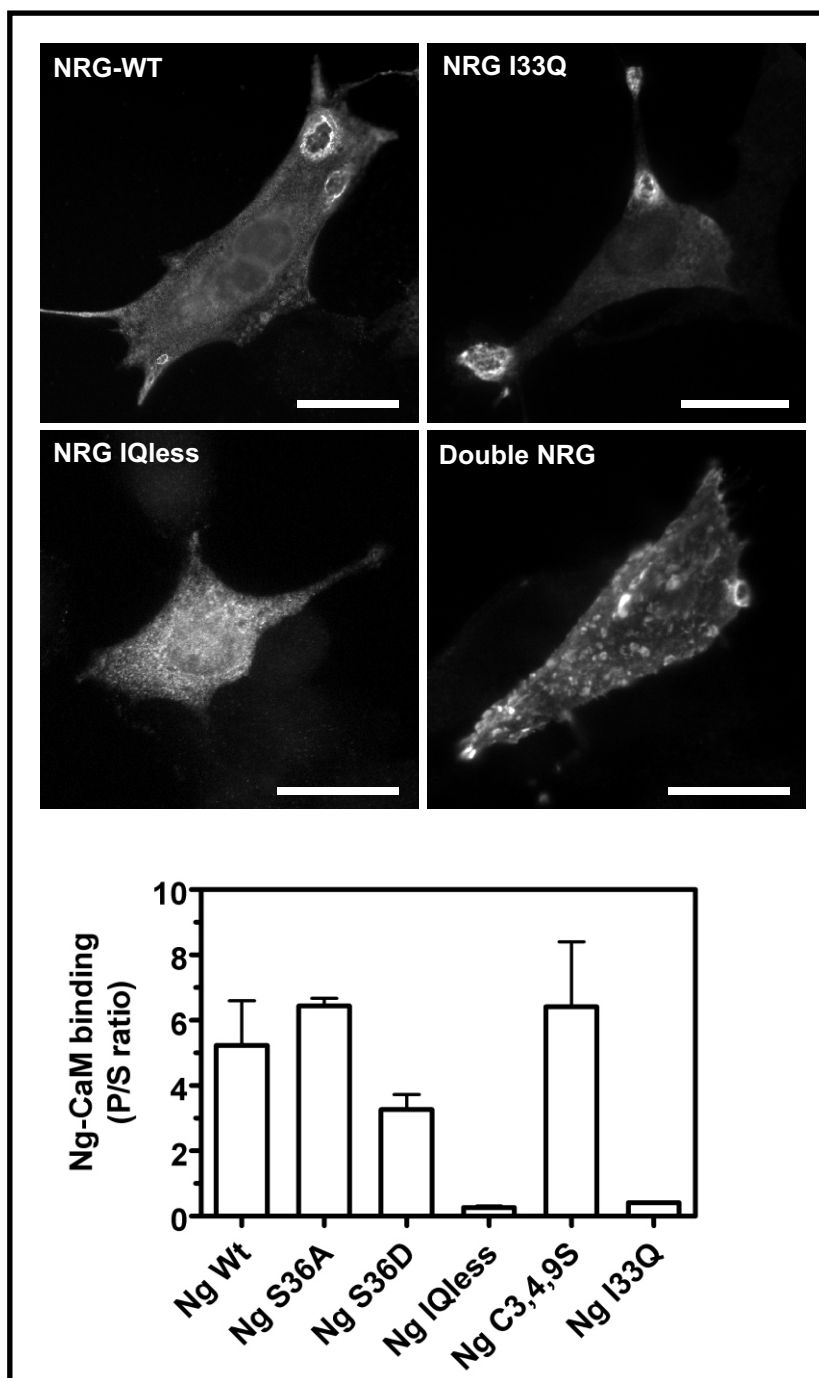 NRG-WT
NRG I33Q
NRG IQless
Double NRG
Ng-CaM binding
(P/S ratio)
10
8
6
4
2
0
Ng Wt
Ng S36A
Ng S36D
Ng IQless
Ng C3,4,9S
Ng I33Q